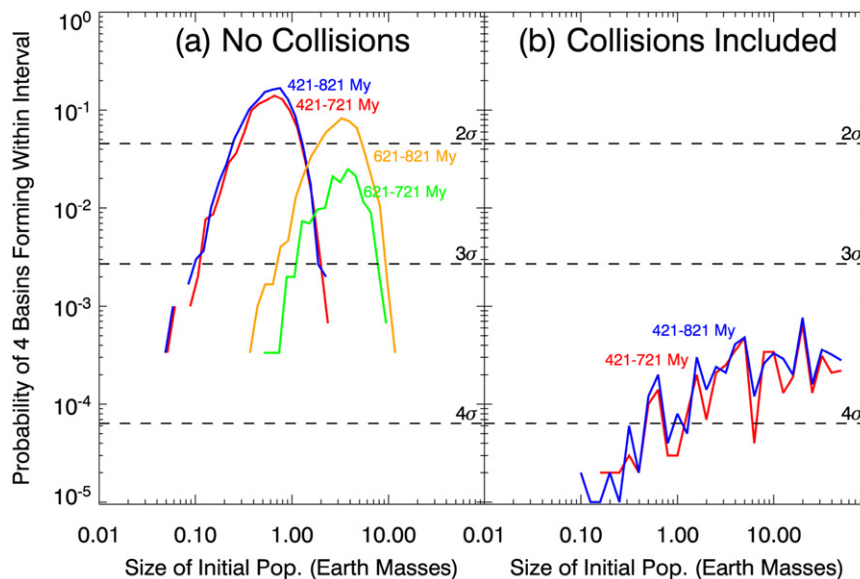 (a) No Collisions
(b) Collisions Included
Probability of 4 Basins Forming Within Interval
10⁰
10⁻¹
10⁻²
10⁻³
10⁻⁴
10⁻⁵
421-821 My
421-721 My
2σ
621-821 My
621-721 My
3σ
4σ
2σ
3σ
421-821 My
421-721 My
4σ
0.01
0.10
1.00
10.00
0.01
0.10
1.00
10.00
Size of Initial Pop. (Earth Masses)
Size of Initial Pop. (Earth Masses)